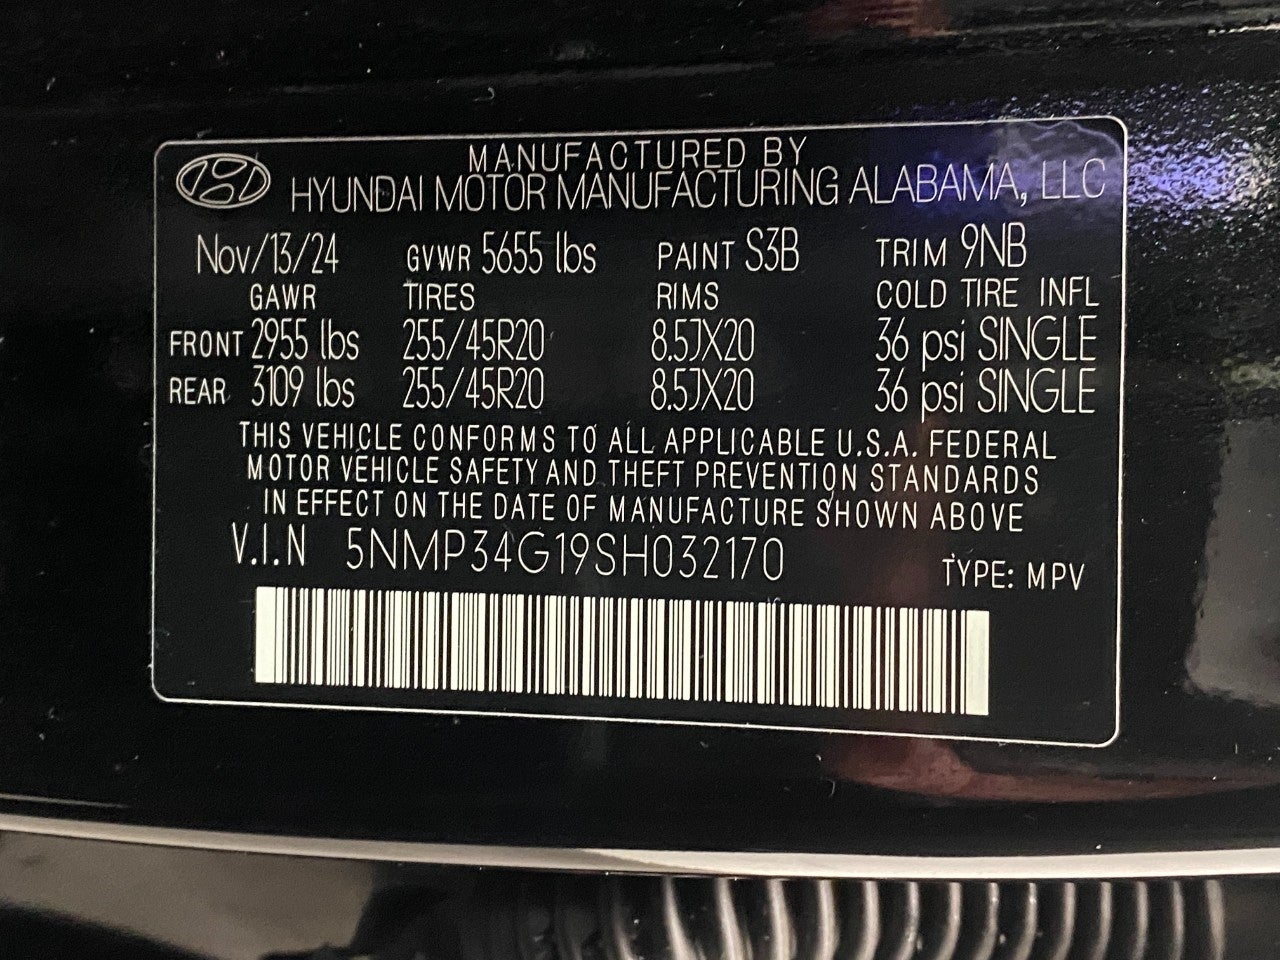 MANUFACTURED BY
HYUNDAI MOTOR MANUFACTURING ALABAMA, LLC
Nov/13/24 GVWR 5655 lbs PAINT S3B TRIM 9NB
GAWR TIRES RIMS COLD TIRE INFL
FRONT 2955 lbs 255/45R20 8.5JX20 36 psi SINGLE
REAR 3109 lbs 255/45R20 8.5JX20 36 psi SINGLE
THIS VEHICLE CONFORMS TO ALL APPLICABLE U.S.A. FEDERAL
MOTOR VEHICLE SAFETY AND THEFT PREVENTION STANDARDS
IN EFFECT ON THE DATE OF MANUFACTURE SHOWN ABOVE
V.I.N 5NMP34G19SH032170 TYPE: MPV